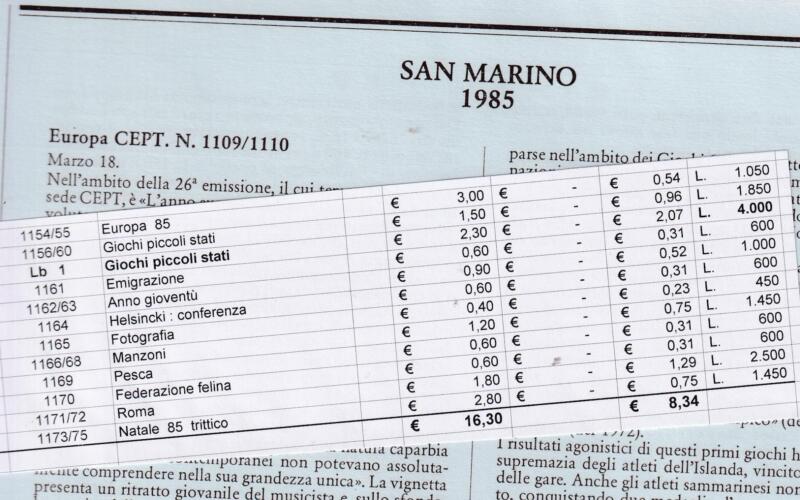 SAN MARINO
1985
Europa CEPT. N. 1109/1110
Marzo 18.
Nell'ambito della 26ª emissione, il cui
sede CEPT, è «L'anno
parse nell'ambito dei
1154/55 Europa 85 € 3,00 € - € 0,54 L. 1.050
1156/60 Giochi piccoli stati € 1,50 € - € 0,96 L. 1.850
Lb 1 Giochi piccoli stati € 2,30 € - € 2,07 L. 4.000
1161 Emigrazione € 0,60 € - € 0,31 L. 600
1162/63 Anno gioventù € 0,90 € - € 0,52 L. 1.000
1164 Helsincki : conferenza € 0,60 € - € 0,31 L. 600
1165 Fotografia € 0,40 € - € 0,23 L. 450
1166/68 Manzoni € 1,20 € - € 0,75 L. 1.450
1169 Pesca € 0,60 € - € 0,31 L. 600
1170 Federazione felina € 0,60 € - € 0,31 L. 600
1171/72 Roma € 1,80 € - € 1,29 L. 2.500
1173/75 Natale 85 trittico € 2,80 € - € 0,75 L. 1.450
€ 16,30 € 8,34
caparbia
contemporanei non potevano assoluta-
mente comprendere nella sua grandezza unica». La vignetta
presenta un ritratto giovanile del musicista e, sullo
I risultati agonistici di questi primi giochi
supremazia degli atleti dell'Islanda,
delle gare. Anche gli atleti sammarinesi
to, conquistando